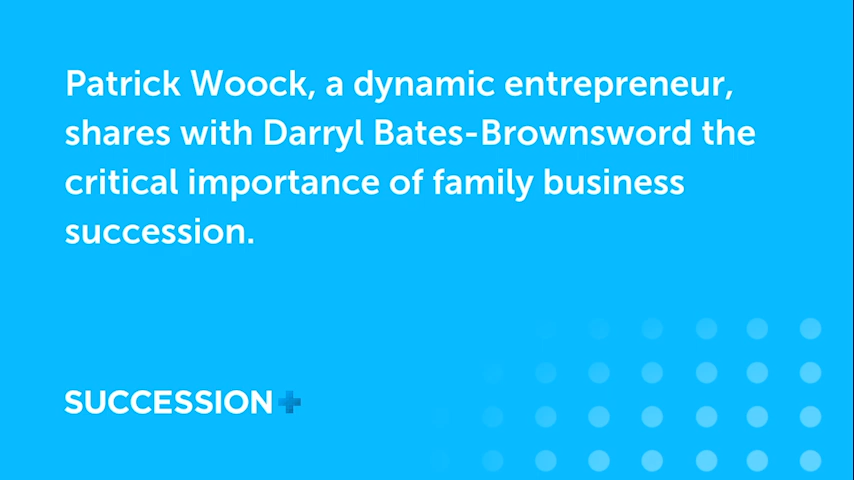 Patrick Woock, a dynamic entrepreneur,
shares with Darryl Bates-Brownsword the
critical importance of family business
succession.
SUCCESSION+